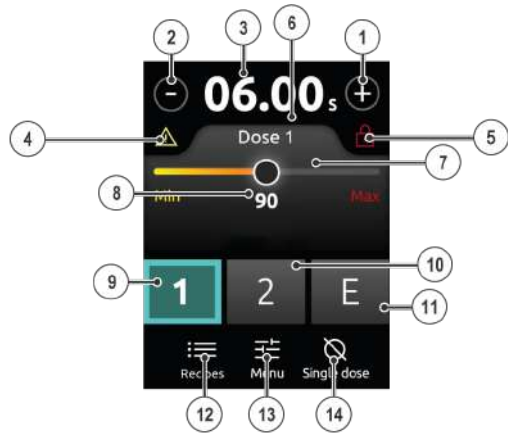 2 3 6 1
- 06.00 s +
4 Dose 1 5
7
Min 8 90 Max
9 1 2 E 10
11
Recipes Menu Single dose
12 13 14